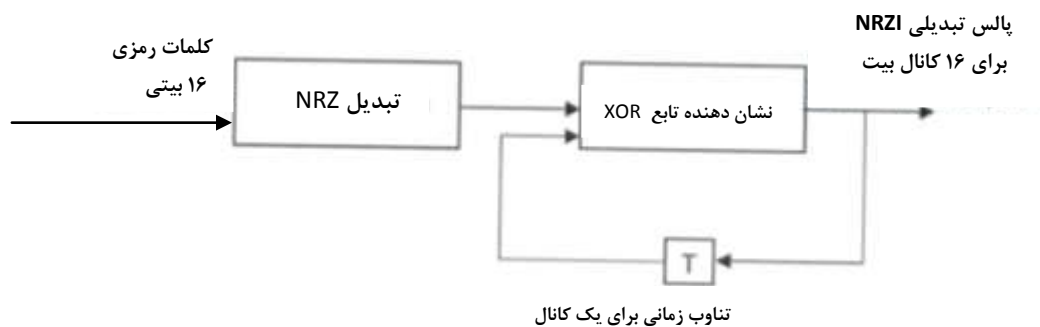 پالس تبدیلی NRZI
برای ۱۶ کانال بیت
کلمات رمزی
۱۶ بیتی
تبدیل NRZ
نشان دهنده تابع XOR
T
تناوب زمانی برای یک کانال